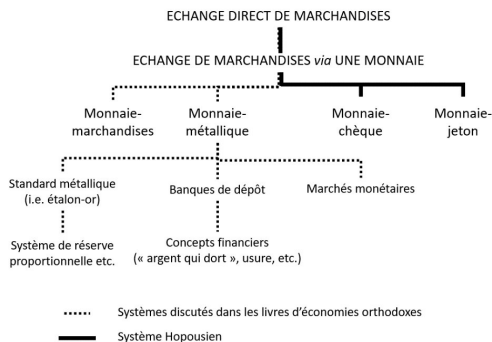 ECHANGE DIRECT DE MARCHANDISES
ECHANGE DE MARCHANDISES via UNE MONNAIE
Monnaie-
marchandises
Monnaie-
métallique
Monnaie-
chèque
Monnaie-
jeton
Standard métallique
(i.e. étalon-or)
Banques de dépôt
Marchés monétaires
Système de réserve
proportionnelle etc.
Concepts financiers
(« argent qui dort », usure, etc.)
Systèmes discutés dans les livres d’économies orthodoxes
Système Hopousien